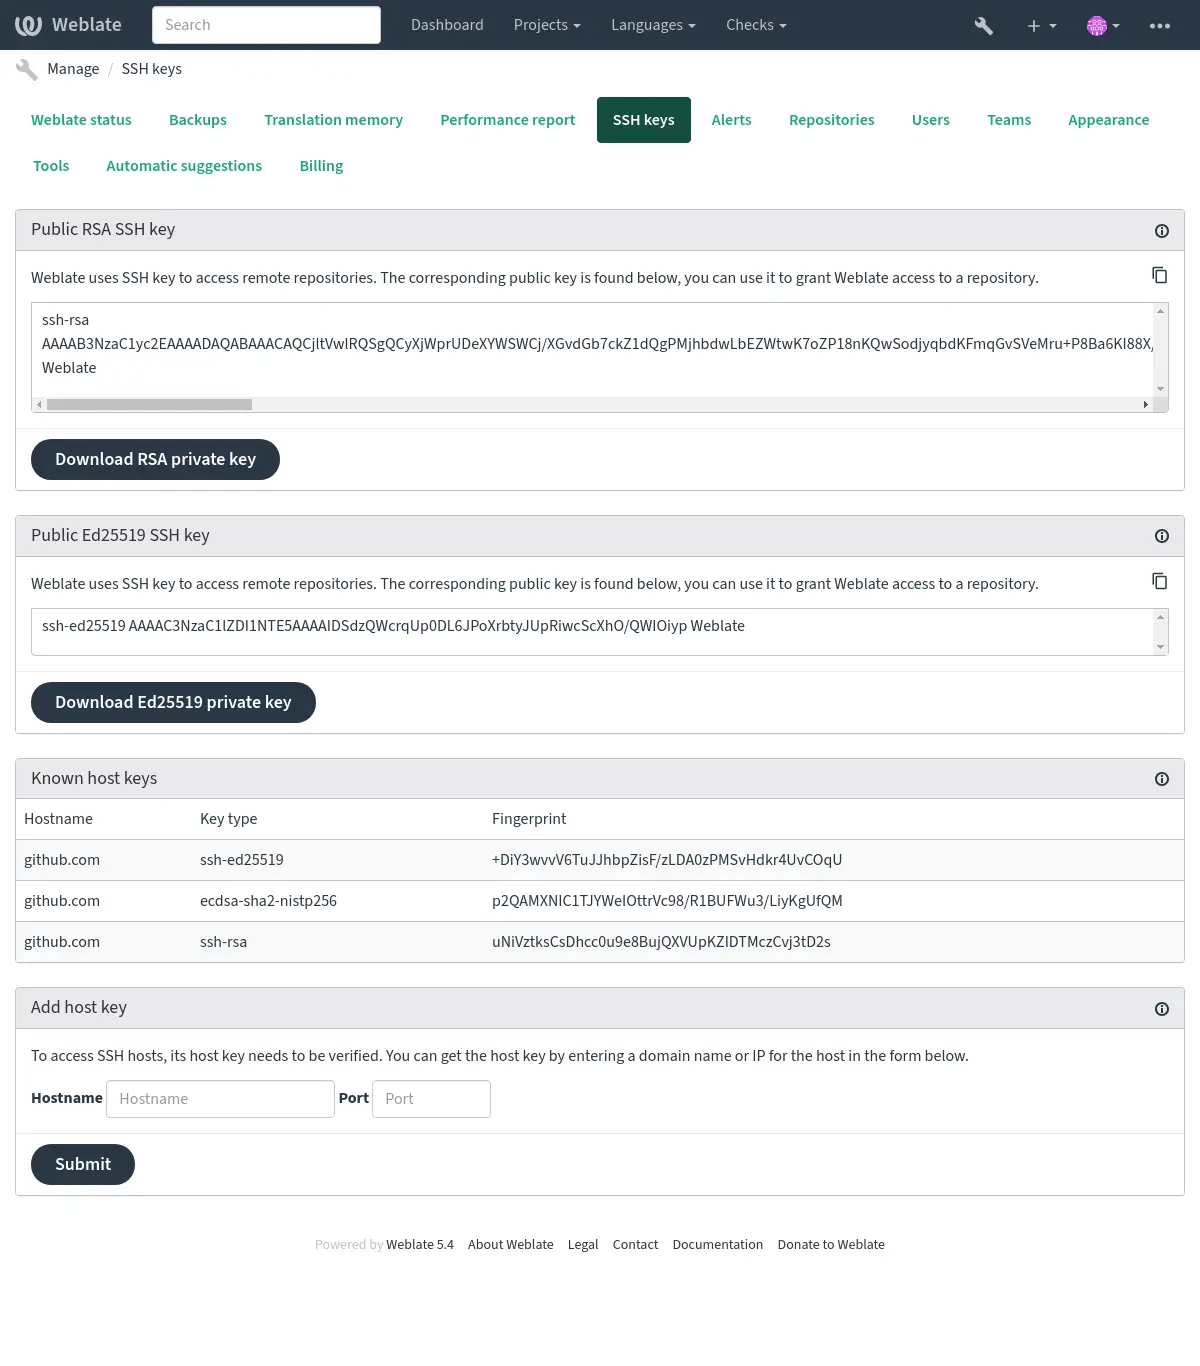 Weblate Search Dashboard Projects Languages Checks
Manage / SSH keys
Weblate status Backups Translation memory Performance report SSH keys Alerts Repositories Users Teams Appearance
Tools Automatic suggestions Billing
Public RSA SSH key
Weblate uses SSH key to access remote repositories. The corresponding public key is found below, you can use it to grant Weblate access to a repository.
ssh-rsa
AAAAB3NzaC1yc2EAAAADAQABAAACAQCjltVwlRQSgQCyXjWprUDeXYWSWCj/XGvdGb7ckZ1dQgPMjhbdwLbEZWtwK7oZP18nKQwSodjyqbdKFmqGvSVeMru+P8Ba6KI88X/
Weblate
Download RSA private key
Public Ed25519 SSH key
Weblate uses SSH key to access remote repositories. The corresponding public key is found below, you can use it to grant Weblate access to a repository.
ssh-ed25519 AAAAC3NzaC1lZDI1NTE5AAAAIDSdzQWcrqUp0DL6JPoXrbtyJUpRiwcScXhO/QWIOiyp Weblate
Download Ed25519 private key
Known host keys
Hostname Key type Fingerprint
github.com ssh-ed25519 +DiY3wvvV6TuJJhbpZisF/zLDA0zPMSvHdkr4UvCOqU
github.com ecdsa-sha2-nistp256 p2QAMXNIC1TJYWeIOttrVc98/R1BUFWu3/LiyKgUfQM
github.com ssh-rsa uNiVztksCsDhcc0u9e8BujQXVUpKZIDTMczCvj3tD2s
Add host key
To access SSH hosts, its host key needs to be verified. You can get the host key by entering a domain name or IP for the host in the form below.
Hostname Hostname Port Port
Submit
Powered by Weblate 5.4 About Weblate Legal Contact Documentation Donate to Weblate